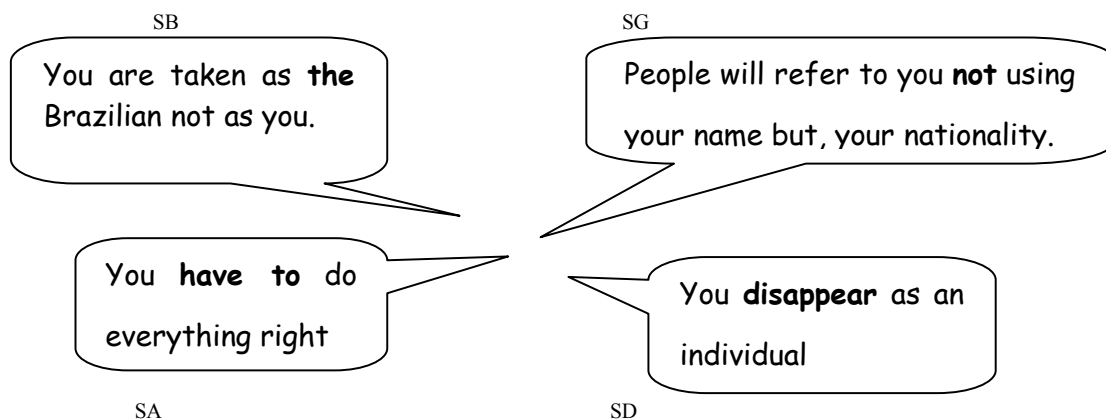 SB
SG
You are taken as the
Brazilian not as you.
People will refer to you not using
your name but, your nationality.
You have to do
everything right
You disappear as an
individual
SA
SD